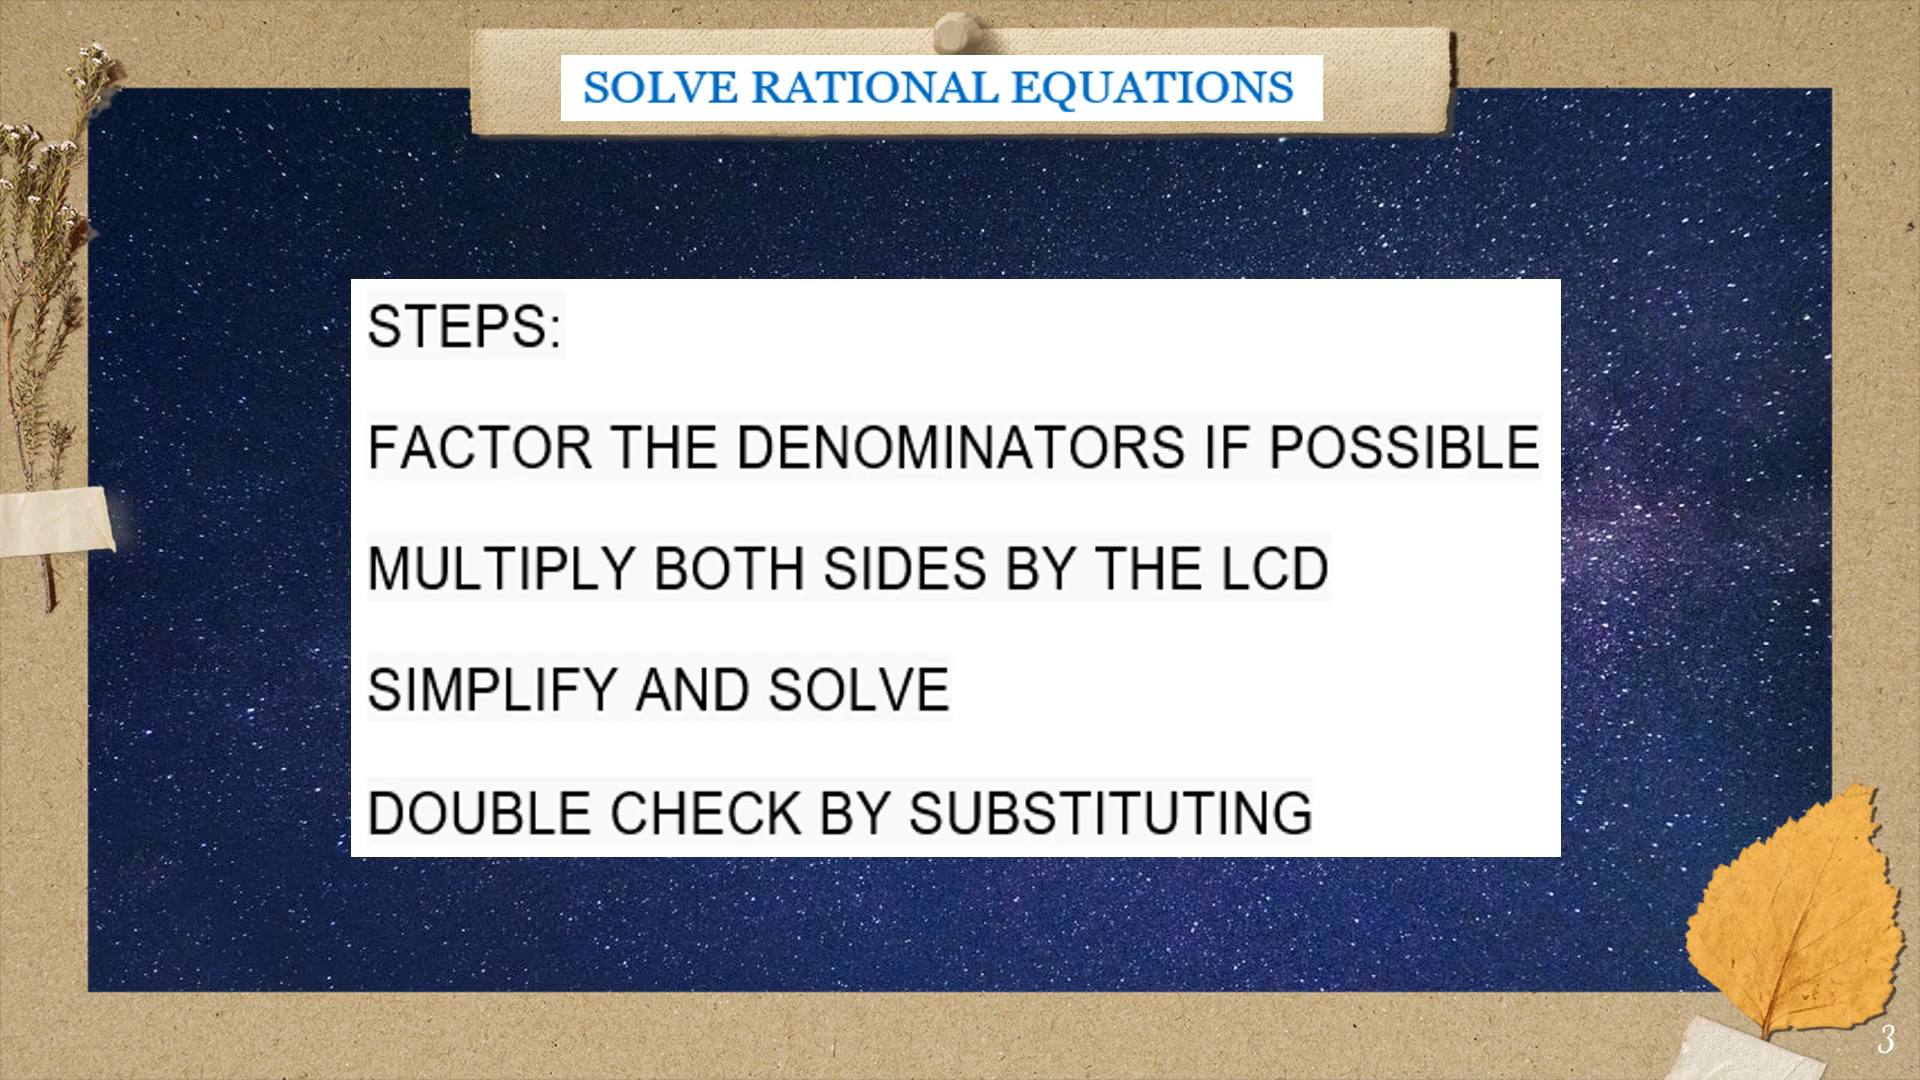 SOLVE RATIONAL EQUATIONS
STEPS:
FACTOR THE DENOMINATORS IF POSSIBLE
MULTIPLY BOTH SIDES BY THE LCD
SIMPLIFY AND SOLVE
DOUBLE CHECK BY SUBSTITUTING
3